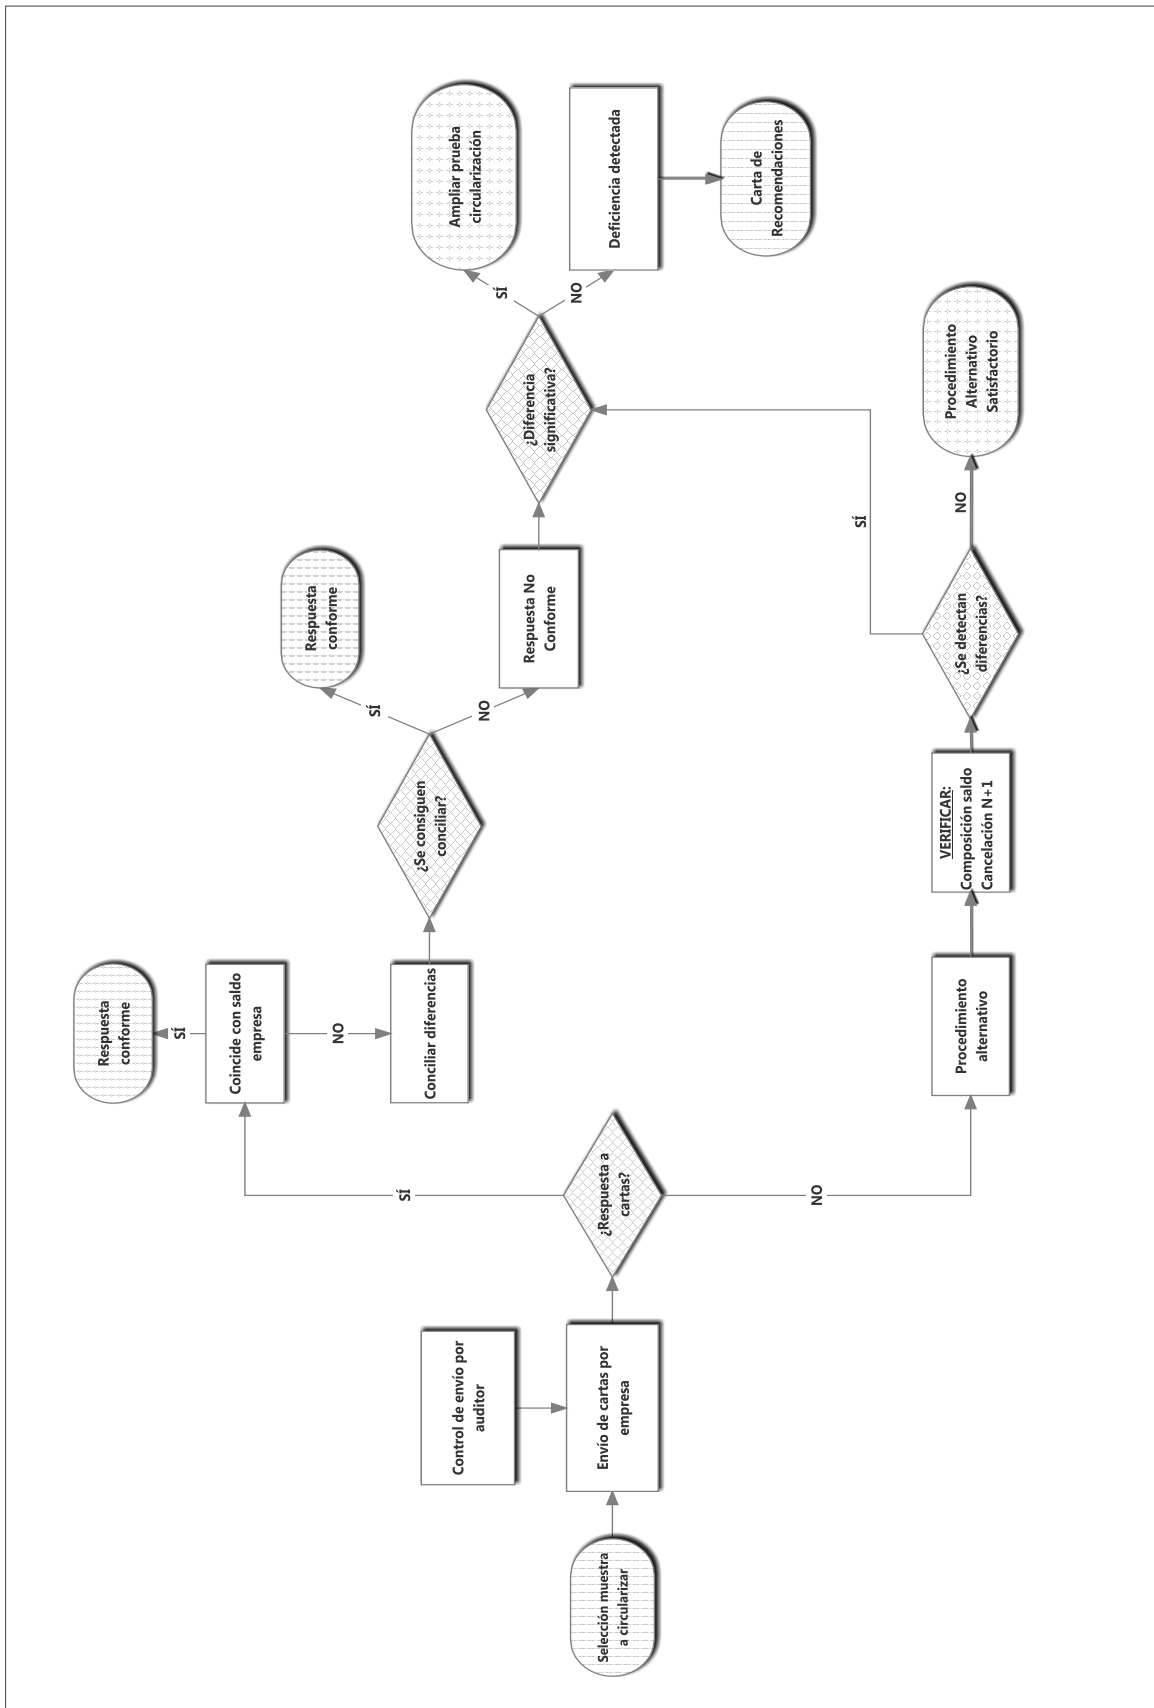 Selección muestra
a circularizar
Control de envío por
auditor
Envío de cartas por
empresa
¿Respuesta a
cartas?
SÍ
NO
Coincide con saldo
empresa
SÍ
Respuesta
conforme
NO
Conciliar diferencias
¿Se consiguen
conciliar?
SÍ
Respuesta
conforme
NO
Respuesta No
Conforme
¿Diferencia
significativa?
SÍ
Ampliar prueba
circularización
NO
Deficiencia detectada
Carta de
Recomendaciones
Procedimiento
alternativo
VERIFICAR:
Composición saldo
Cancelación N+1
¿Se detectan
diferencias?
SÍ
NO
Procedimiento
Alternativo
Satisfactorio